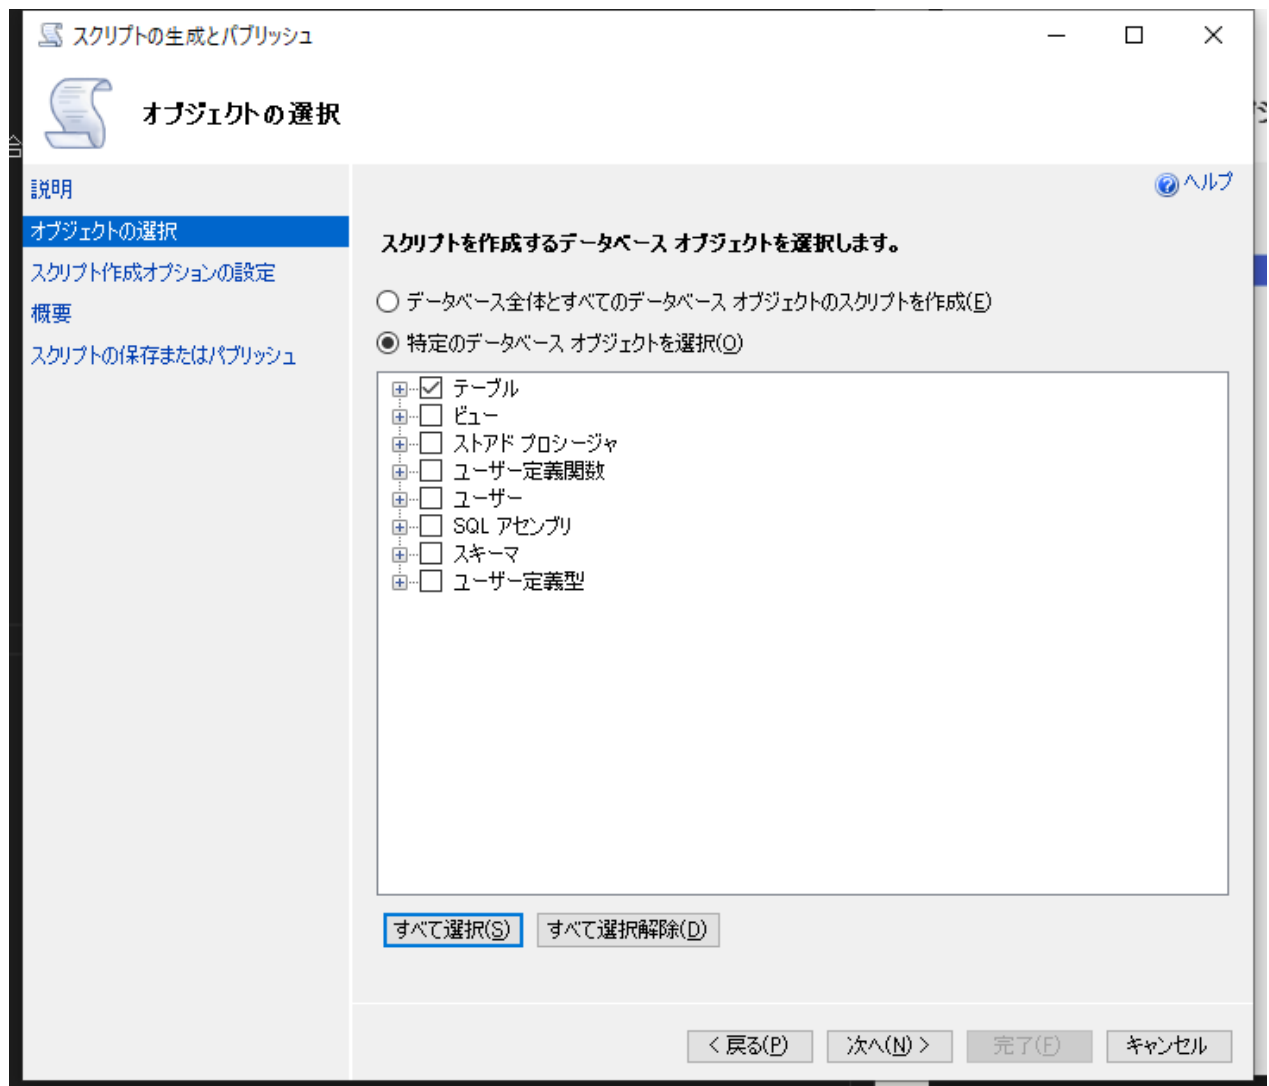 スクリプトの生成とパブリッシュ
オブジェクトの選択
説明
オブジェクトの選択
スクリプト作成オプションの設定
概要
スクリプトの保存またはパブリッシュ
ヘルプ
スクリプトを作成するデータベース オブジェクトを選択します。
データベース全体とすべてのデータベース オブジェクトのスクリプトを作成(E)
特定のデータベース オブジェクトを選択(O)
テーブル
ビュー
ストアド プロシージャ
ユーザー定義関数
ユーザー
SQL アセンブリ
スキーマ
ユーザー定義型
すべて選択(S)
すべて選択解除(D)
< 戻る(P)
次へ(N) >
完了(F)
キャンセル